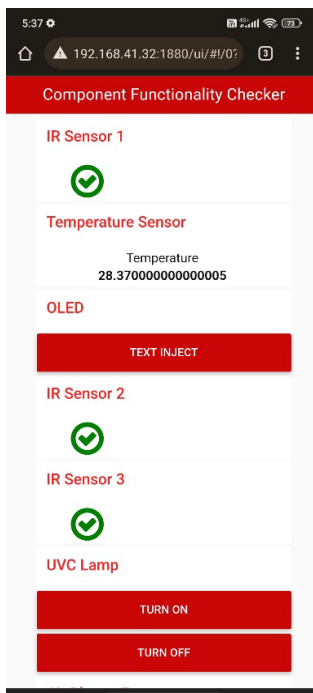 5:37
73
192.168.41.32:1880/ui/#!/0?
3
Component Functionality Checker
IR Sensor 1
Temperature Sensor
Temperature
28.370000000000005
OLED
TEXT INJECT
IR Sensor 2
IR Sensor 3
UVC Lamp
TURN ON
TURN OFF